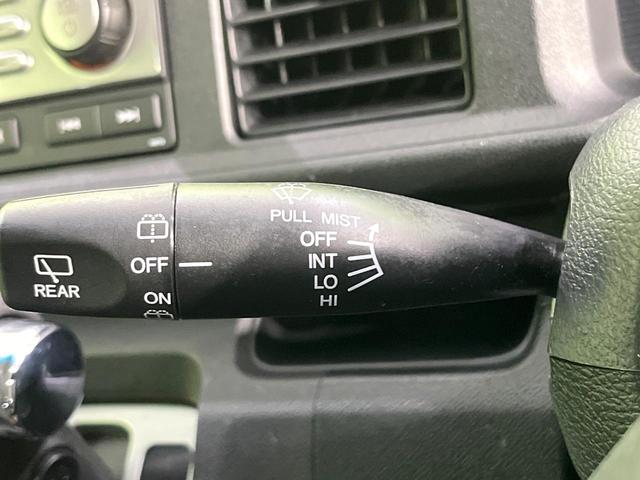 PULL MIST
OFF
INT
LO
HI
OFF
ON
REAR